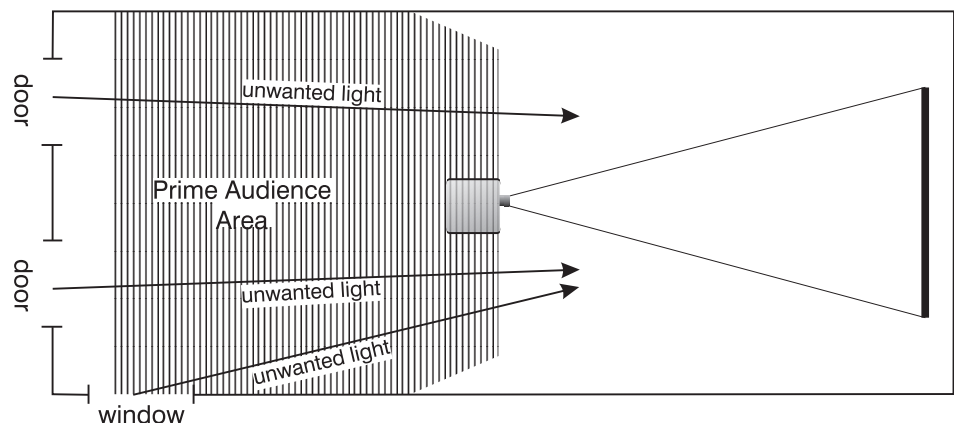 door
unwanted light
Prime Audience
Area
door
unwanted light
unwanted light
window